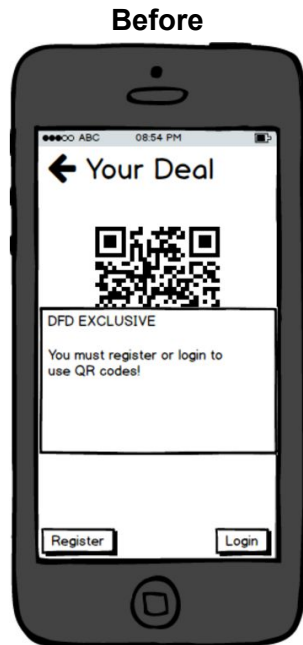 Before
ABC 08:54 PM
Your Deal
DFD EXCLUSIVE
You must register or login to
use QR codes!
Register Login